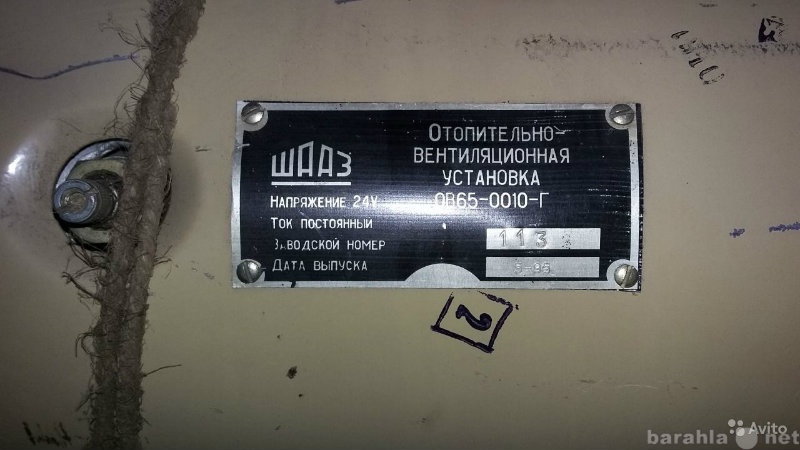 ШААЗ
ОТОПИТЕЛЬНО-
ВЕНТИЛЯЦИОННАЯ
УСТАНОВКА
НАПРЯЖЕНИЕ 24V ОВ65-0010-Г
ТОК ПОСТОЯННЫЙ
ЗАВОДСКОЙ НОМЕР 113
ДАТА ВЫПУСКА
2
Avito
barahla.net